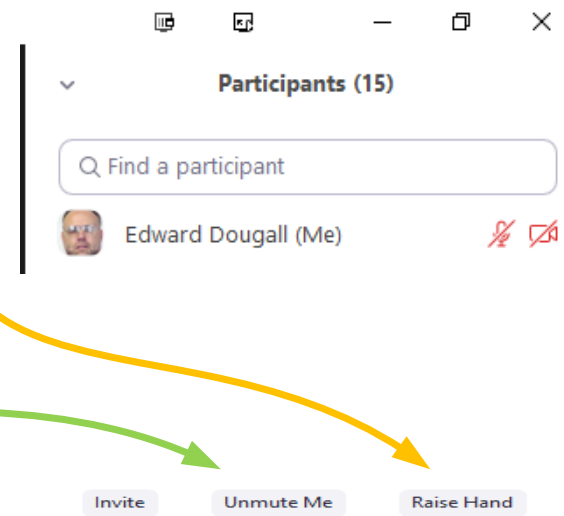 Participants (15)
Find a participant
Edward Dougall (Me)
Invite Unmute Me Raise Hand